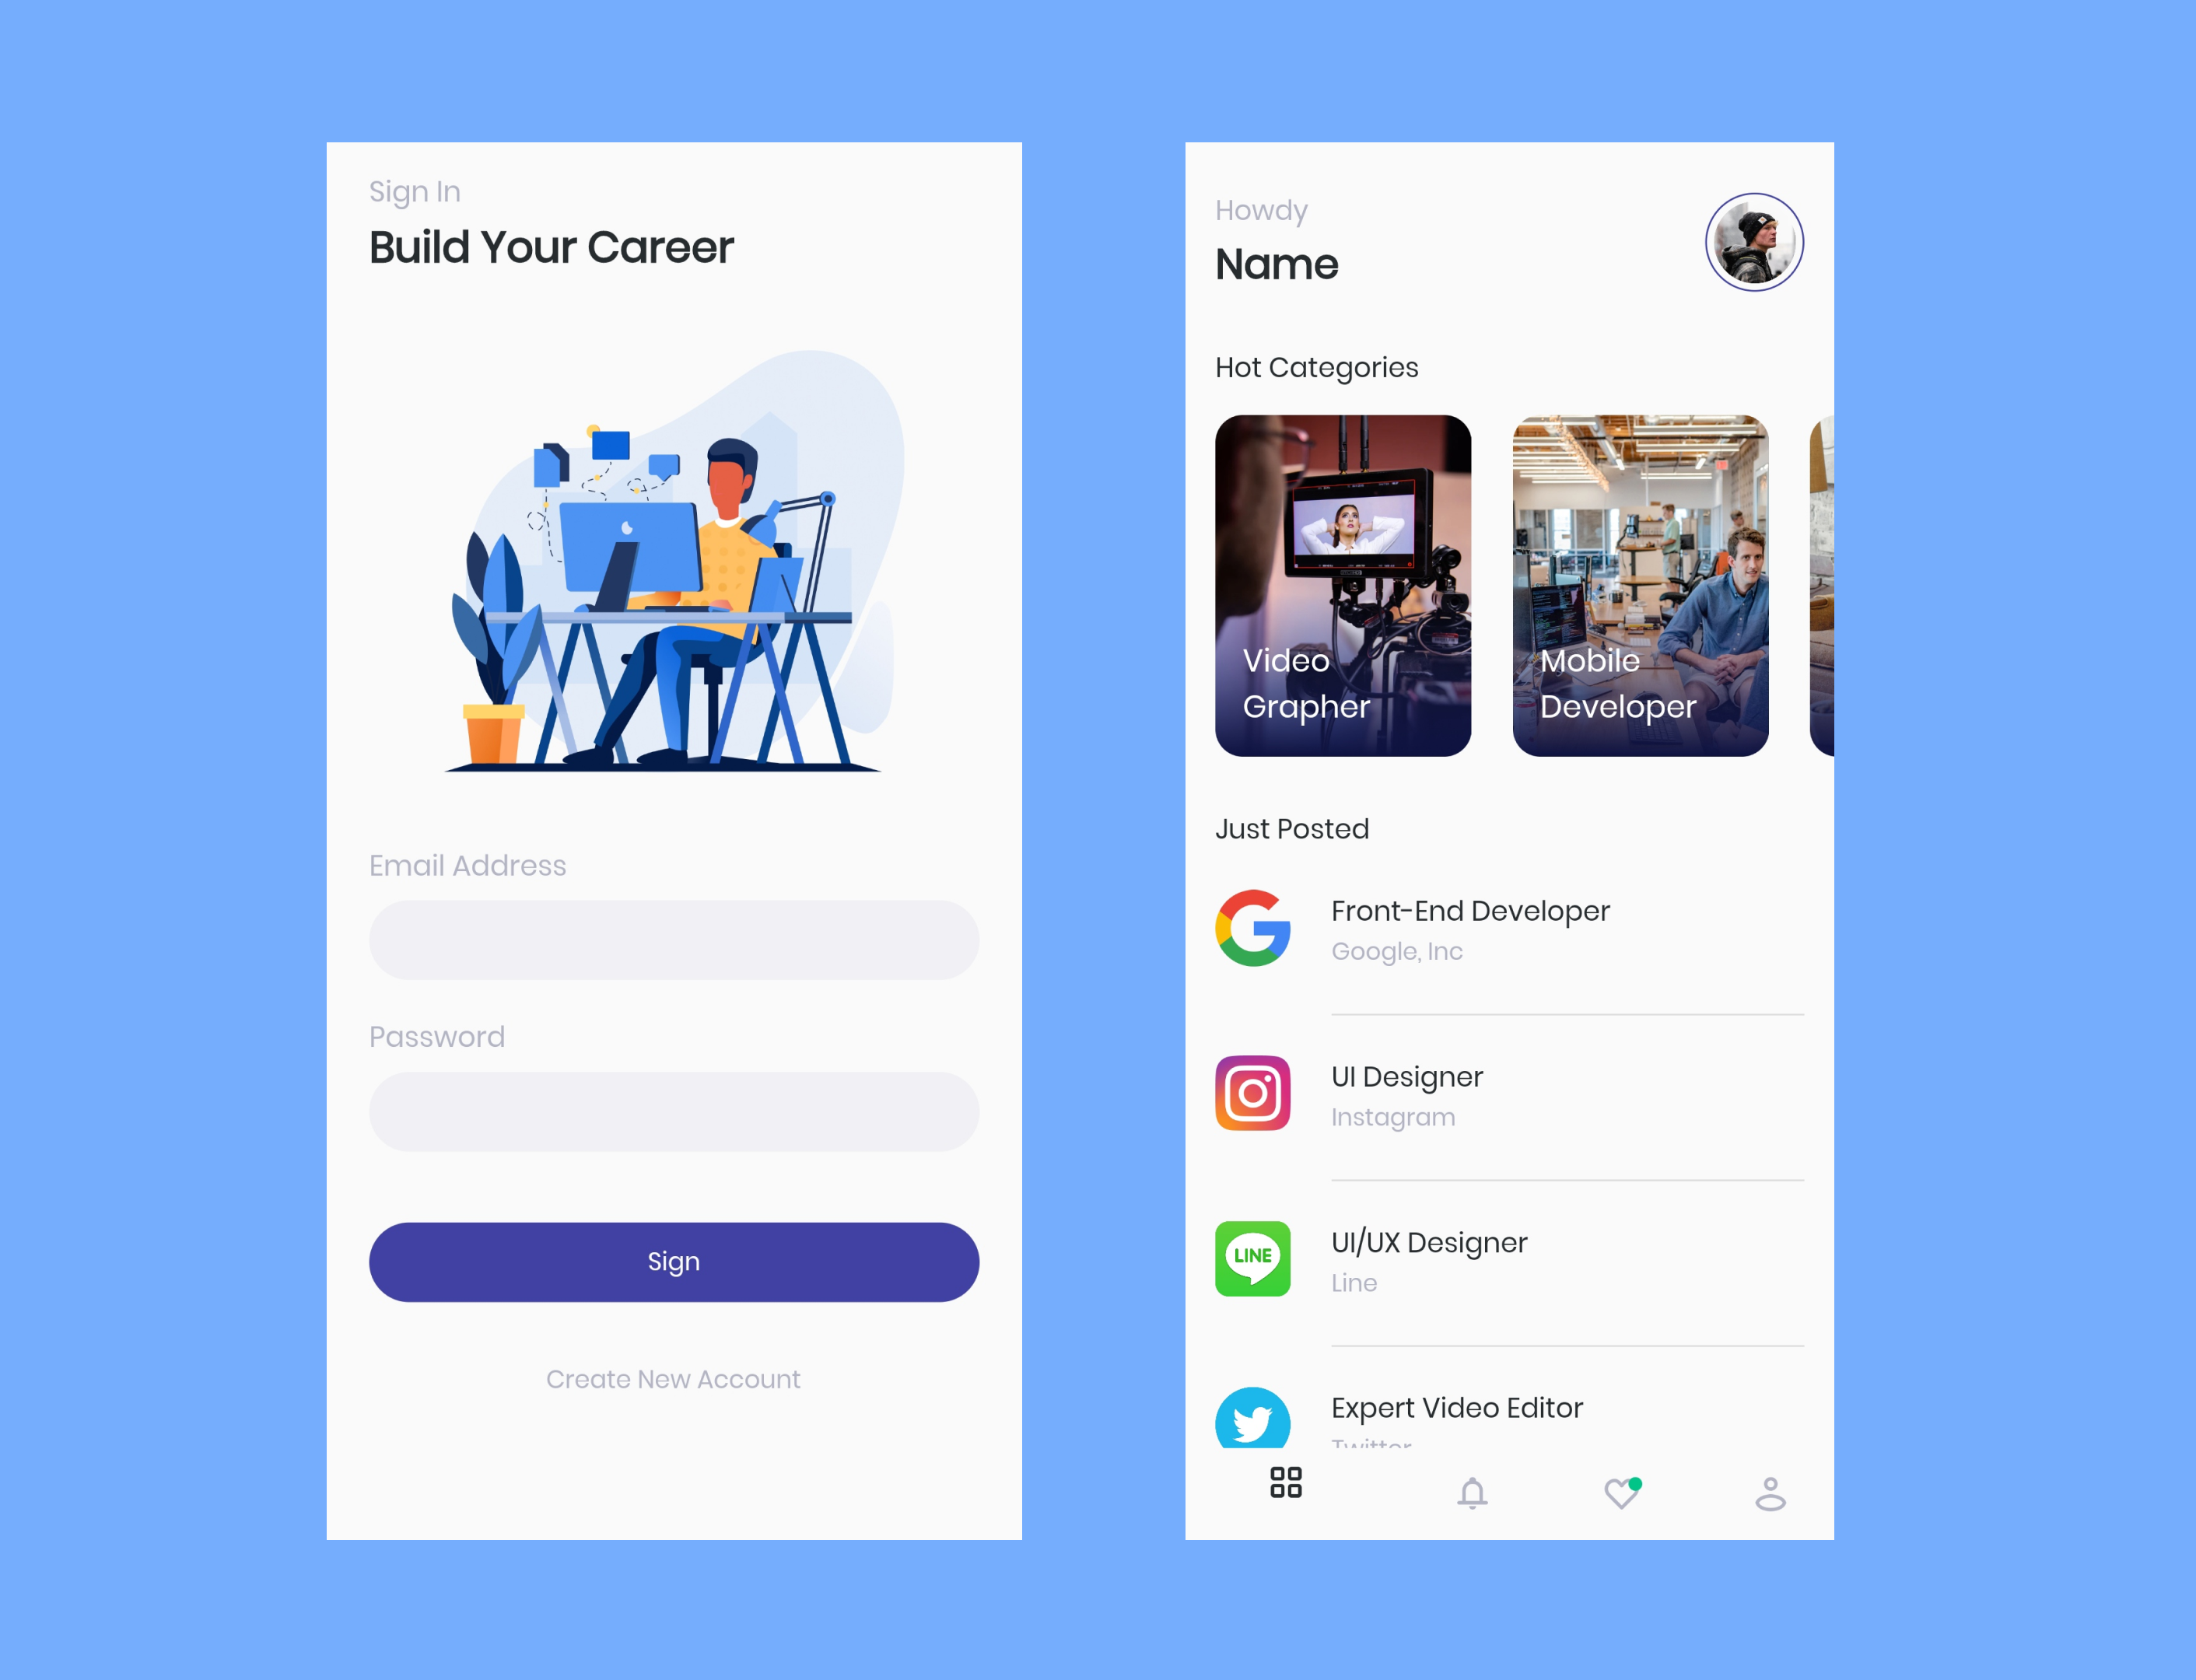 Sign In
Build Your Career
Email Address
Password
Sign
Create New Account
Howdy
Name
Hot Categories
Video
Grapher
Mobile
Developer
Just Posted
Front-End Developer
Google, Inc
UI Designer
Instagram
LINE
UI/UX Designer
Line
Expert Video Editor
Twitter